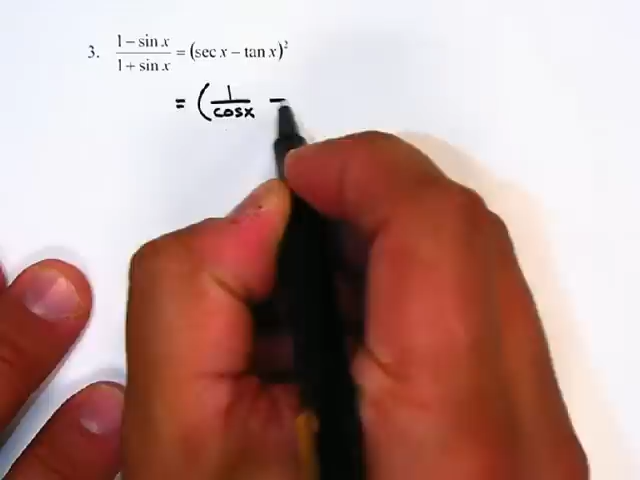 3. (1 − sin x)/(1 + sin x) = (sec x − tan x)²
= (1/cosx −